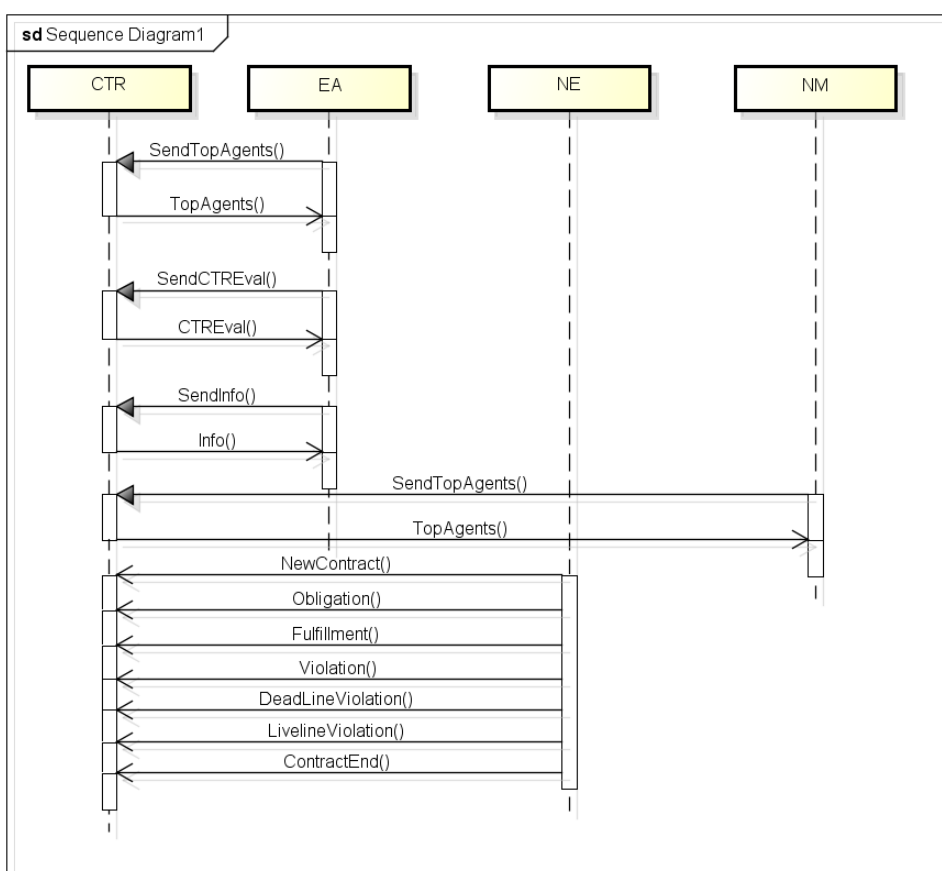 sd Sequence Diagram1
CTR EA NE NM
SendTopAgents()
TopAgents()
SendCTREval()
CTREval()
SendInfo()
Info()
SendTopAgents()
TopAgents()
NewContract()
Obligation()
Fulfillment()
Violation()
DeadLineViolation()
LivelineViolation()
ContractEnd()